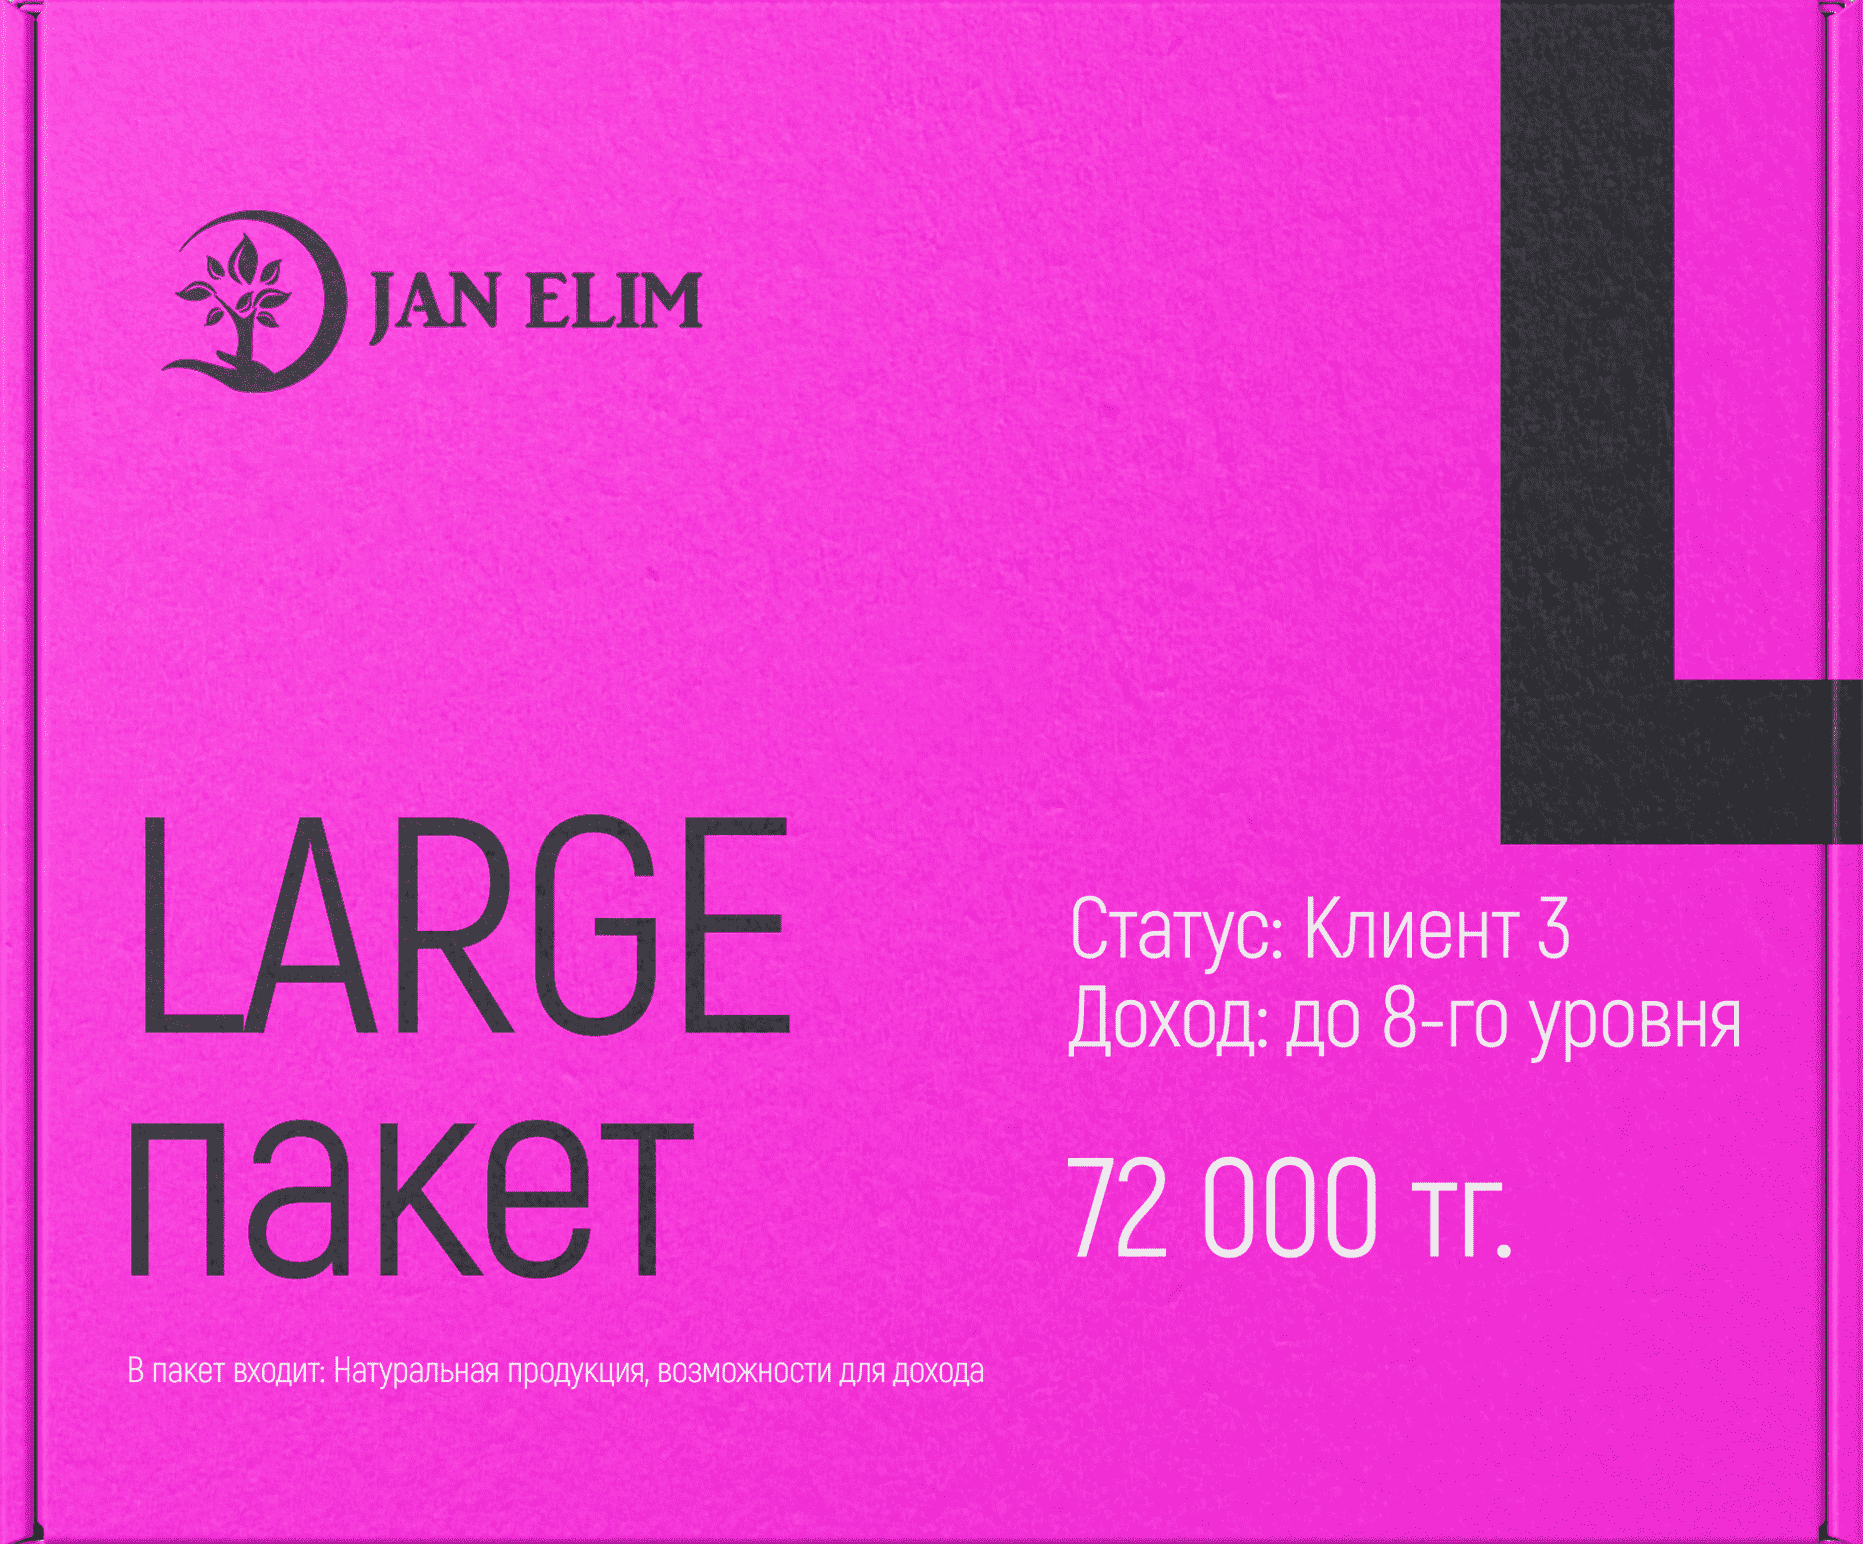 JAN ELIM
L
LARGE
пакет
Статус: Клиент 3
Доход: до 8-го уровня
72 000 тг.
В пакет входит: Натуральная продукция, возможности для дохода